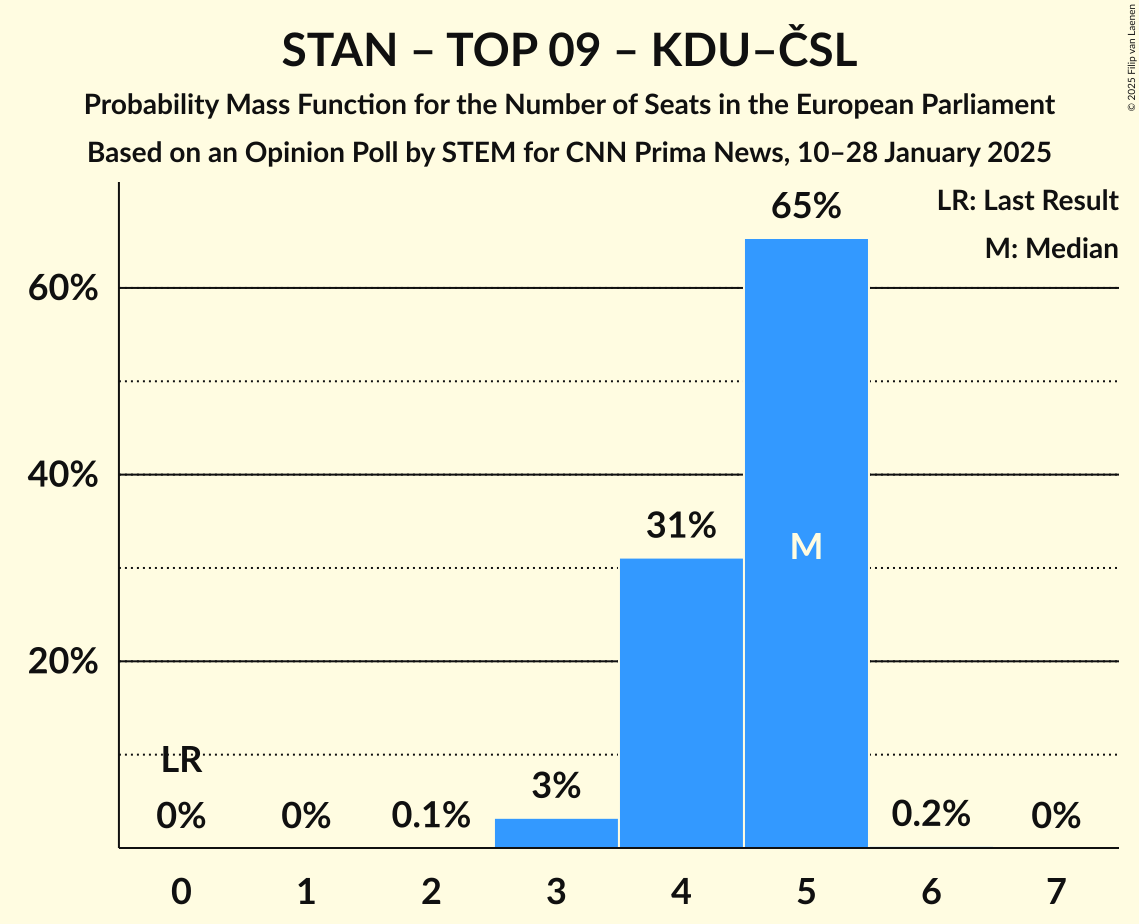 STAN – TOP 09 – KDU–ČSL
Probability Mass Function for the Number of Seats in the European Parliament
Based on an Opinion Poll by STEM for CNN Prima News, 10–28 January 2025
© 2025 Filip van Laenen
LR: Last Result
M: Median
65%
60%
40%
31%
M
20%
LR
3%
0% 0% 0.1% 0.2% 0%
0 1 2 3 4 5 6 7